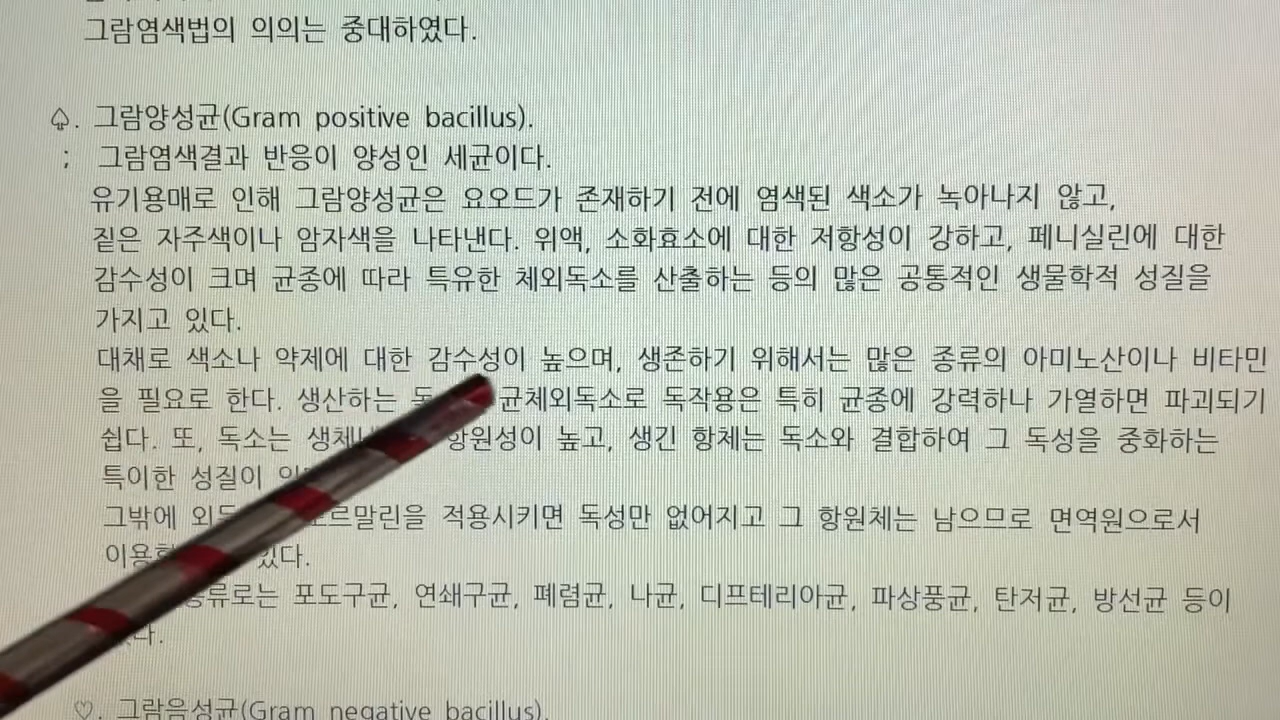 그람염색법의 의의는 중대하였다.
♤. 그람양성균(Gram positive bacillus).
; 그람염색결과 반응이 양성인 세균이다.
유기용매로 인해 그람양성균은 요오드가 존재하기 전에 염색된 색소가 녹아나지 않고,
짙은 자주색이나 암자색을 나타낸다. 위액, 소화효소에 대한 저항성이 강하고, 페니실린에 대한
감수성이 크며 균종에 따라 특유한 체외독소를 산출하는 등의 많은 공통적인 생물학적 성질을
가지고 있다.
대채로 색소나 약제에 대한 감수성이 높으며, 생존하기 위해서는 많은 종류의 아미노산이나 비타민
을 필요로 한다. 생산하는 균체외독소로 독작용은 특히 균종에 강력하나 가열하면 파괴되기
쉽다. 또, 독소는 항원성이 높고, 생긴 항체는 독소와 결합하여 그 독성을 중화하는
특이한 성질이
그밖에 적용시키면 독성만 없어지고 그 항원체는 남으므로 면역원으로서
있다.
포도구균, 연쇄구균, 폐렴균, 나균, 디프테리아균, 파상풍균, 탄저균, 방선균 등이
♡. 그람음성균(Gram negative bacillus).